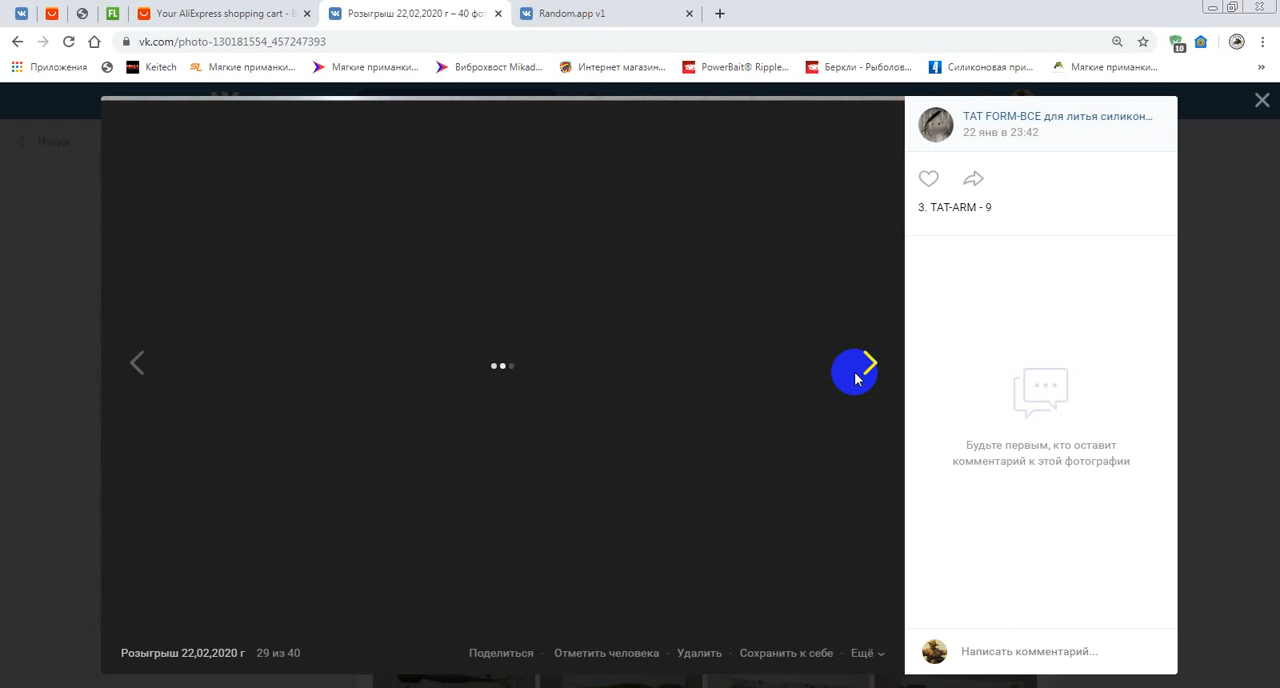 Your AliExpress shopping cart - 
Розыгрыш 22,02,2020 г – 40 фот
Random.app v1
vk.com/photo-130181554_457247393
10
Приложения
Keitech
Мягкие приманки...
Мягкие приманки...
Виброхвост Mikad...
Интернет магазин...
PowerBait® Ripple...
Беркли - Рыболов...
Силиконовая при...
Мягкие приманки...
»
Назад
TAT FORM-ВСЕ для литья силикон...
22 янв в 23:42
3. TAT-ARM - 9
Будьте первым, кто оставит
комментарий к этой фотографии
Розыгрыш 22,02,2020 г 29 из 40
Поделиться · Отметить человека · Удалить · Сохранить к себе · Ещё
Написать комментарий...